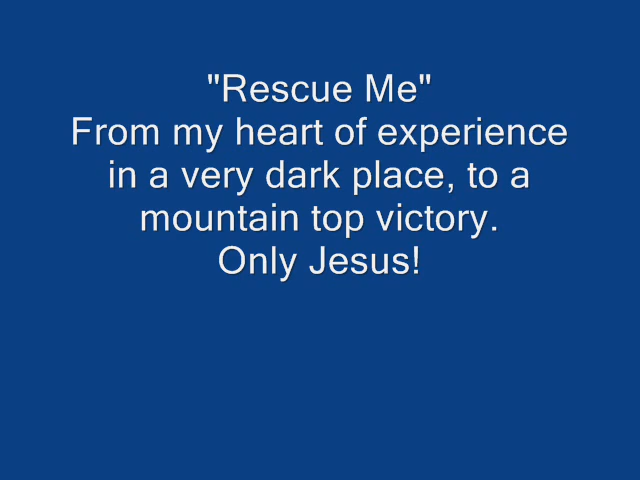 "Rescue Me"
From my heart of experience
in a very dark place, to a
mountain top victory.
Only Jesus!